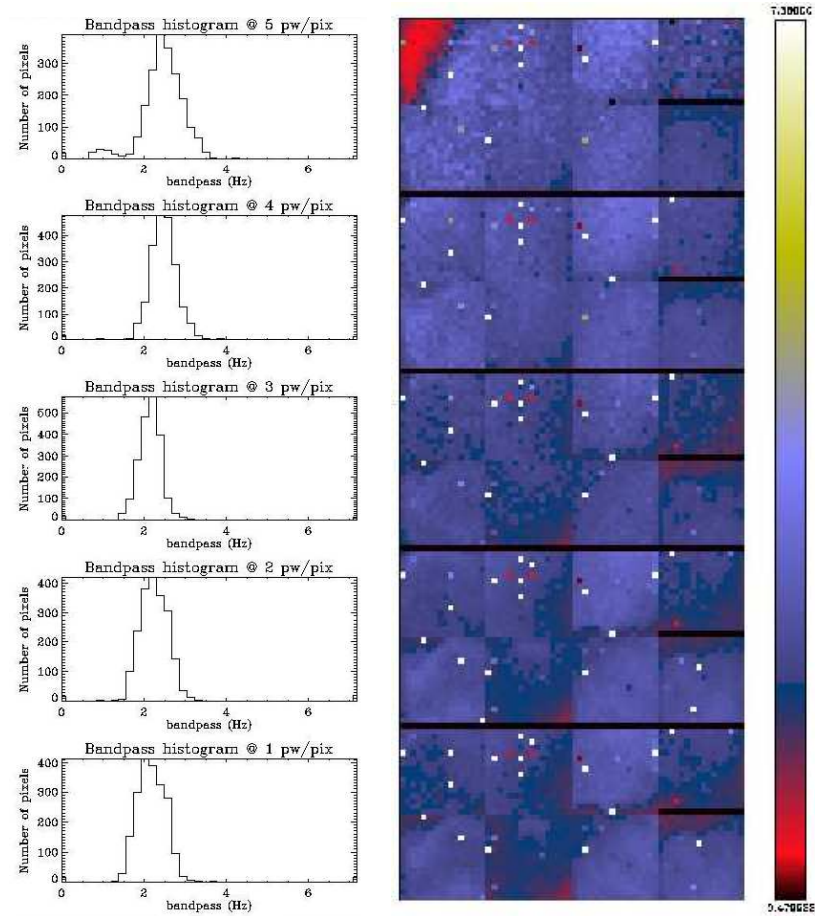 Bandpass histogram @ 5 pw/pix
Number of pixels
300
200
100
0
0 2 4 6
bandpass (Hz)
Bandpass histogram @ 4 pw/pix
Number of pixels
400
300
200
100
0
0 2 4 6
bandpass (Hz)
Bandpass histogram @ 3 pw/pix
Number of pixels
500
400
300
200
100
0
0 2 4 6
bandpass (Hz)
Bandpass histogram @ 2 pw/pix
Number of pixels
400
300
200
100
0
0 2 4 6
bandpass (Hz)
Bandpass histogram @ 1 pw/pix
Number of pixels
400
300
200
100
0
0 2 4 6
bandpass (Hz)